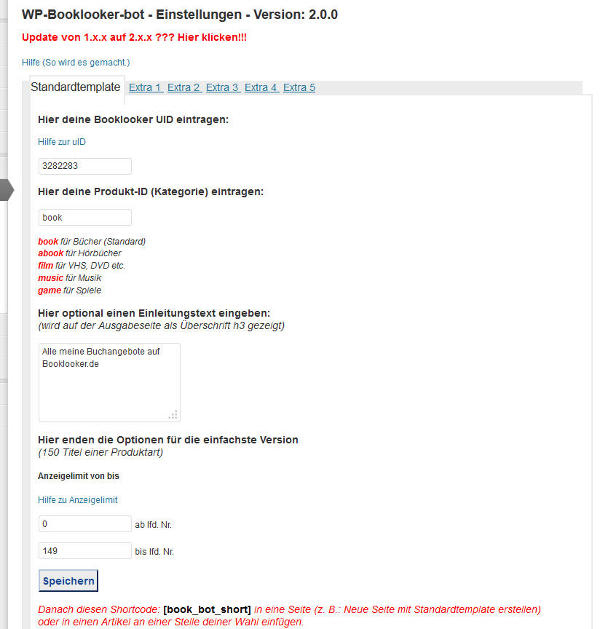 WP-Booklooker-bot - Einstellungen - Version: 2.0.0
Update von 1.x.x auf 2.x.x ??? Hier klicken!!!
Hilfe (So wird es gemacht.)
Standardtemplate Extra 1 Extra 2 Extra 3 Extra 4 Extra 5
Hier deine Booklooker UID eintragen:
Hilfe zur uID
3282283
Hier deine Produkt-ID (Kategorie) eintragen:
book
book für Bücher (Standard)
abook für Hörbücher
film für VHS, DVD etc.
music für Musik
game für Spiele
Hier optional einen Einleitungstext eingeben:
(wird auf der Ausgabeseite als Überschrift h3 gezeigt)
Alle meine Buchangebote auf
Booklooker.de
Hier enden die Optionen für die einfachste Version
(150 Titel einer Produktart)
Anzeigelimit von bis
Hilfe zu Anzeigelimit
0 ab lfd. Nr.
149 bis lfd. Nr.
Speichern
Danach diesen Shortcode: [book_bot_short] in eine Seite (z. B.: Neue Seite mit Standardtemplate erstellen)
oder in einen Artikel an einer Stelle deiner Wahl einfügen